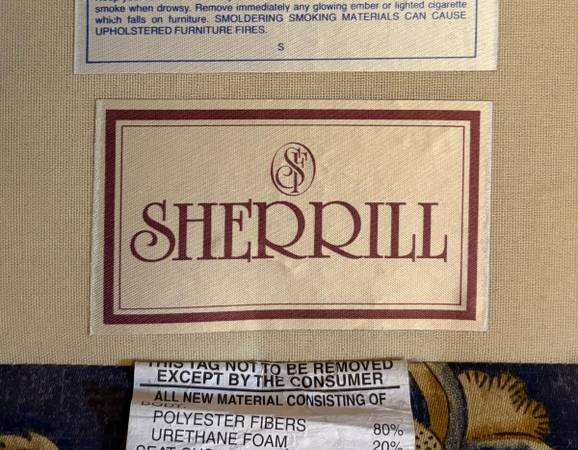 smoke when drowsy. Remove immediately any glowing ember or lighted cigarette
which falls on furniture. SMOLDERING SMOKING MATERIALS CAN CAUSE
UPHOLSTERED FURNITURE FIRES.
S
SHERRILL
THIS TAG NOT TO BE REMOVED
EXCEPT BY THE CONSUMER
ALL NEW MATERIAL CONSISTING OF
BODY:
POLYESTER FIBERS 80%
URETHANE FOAM 20%